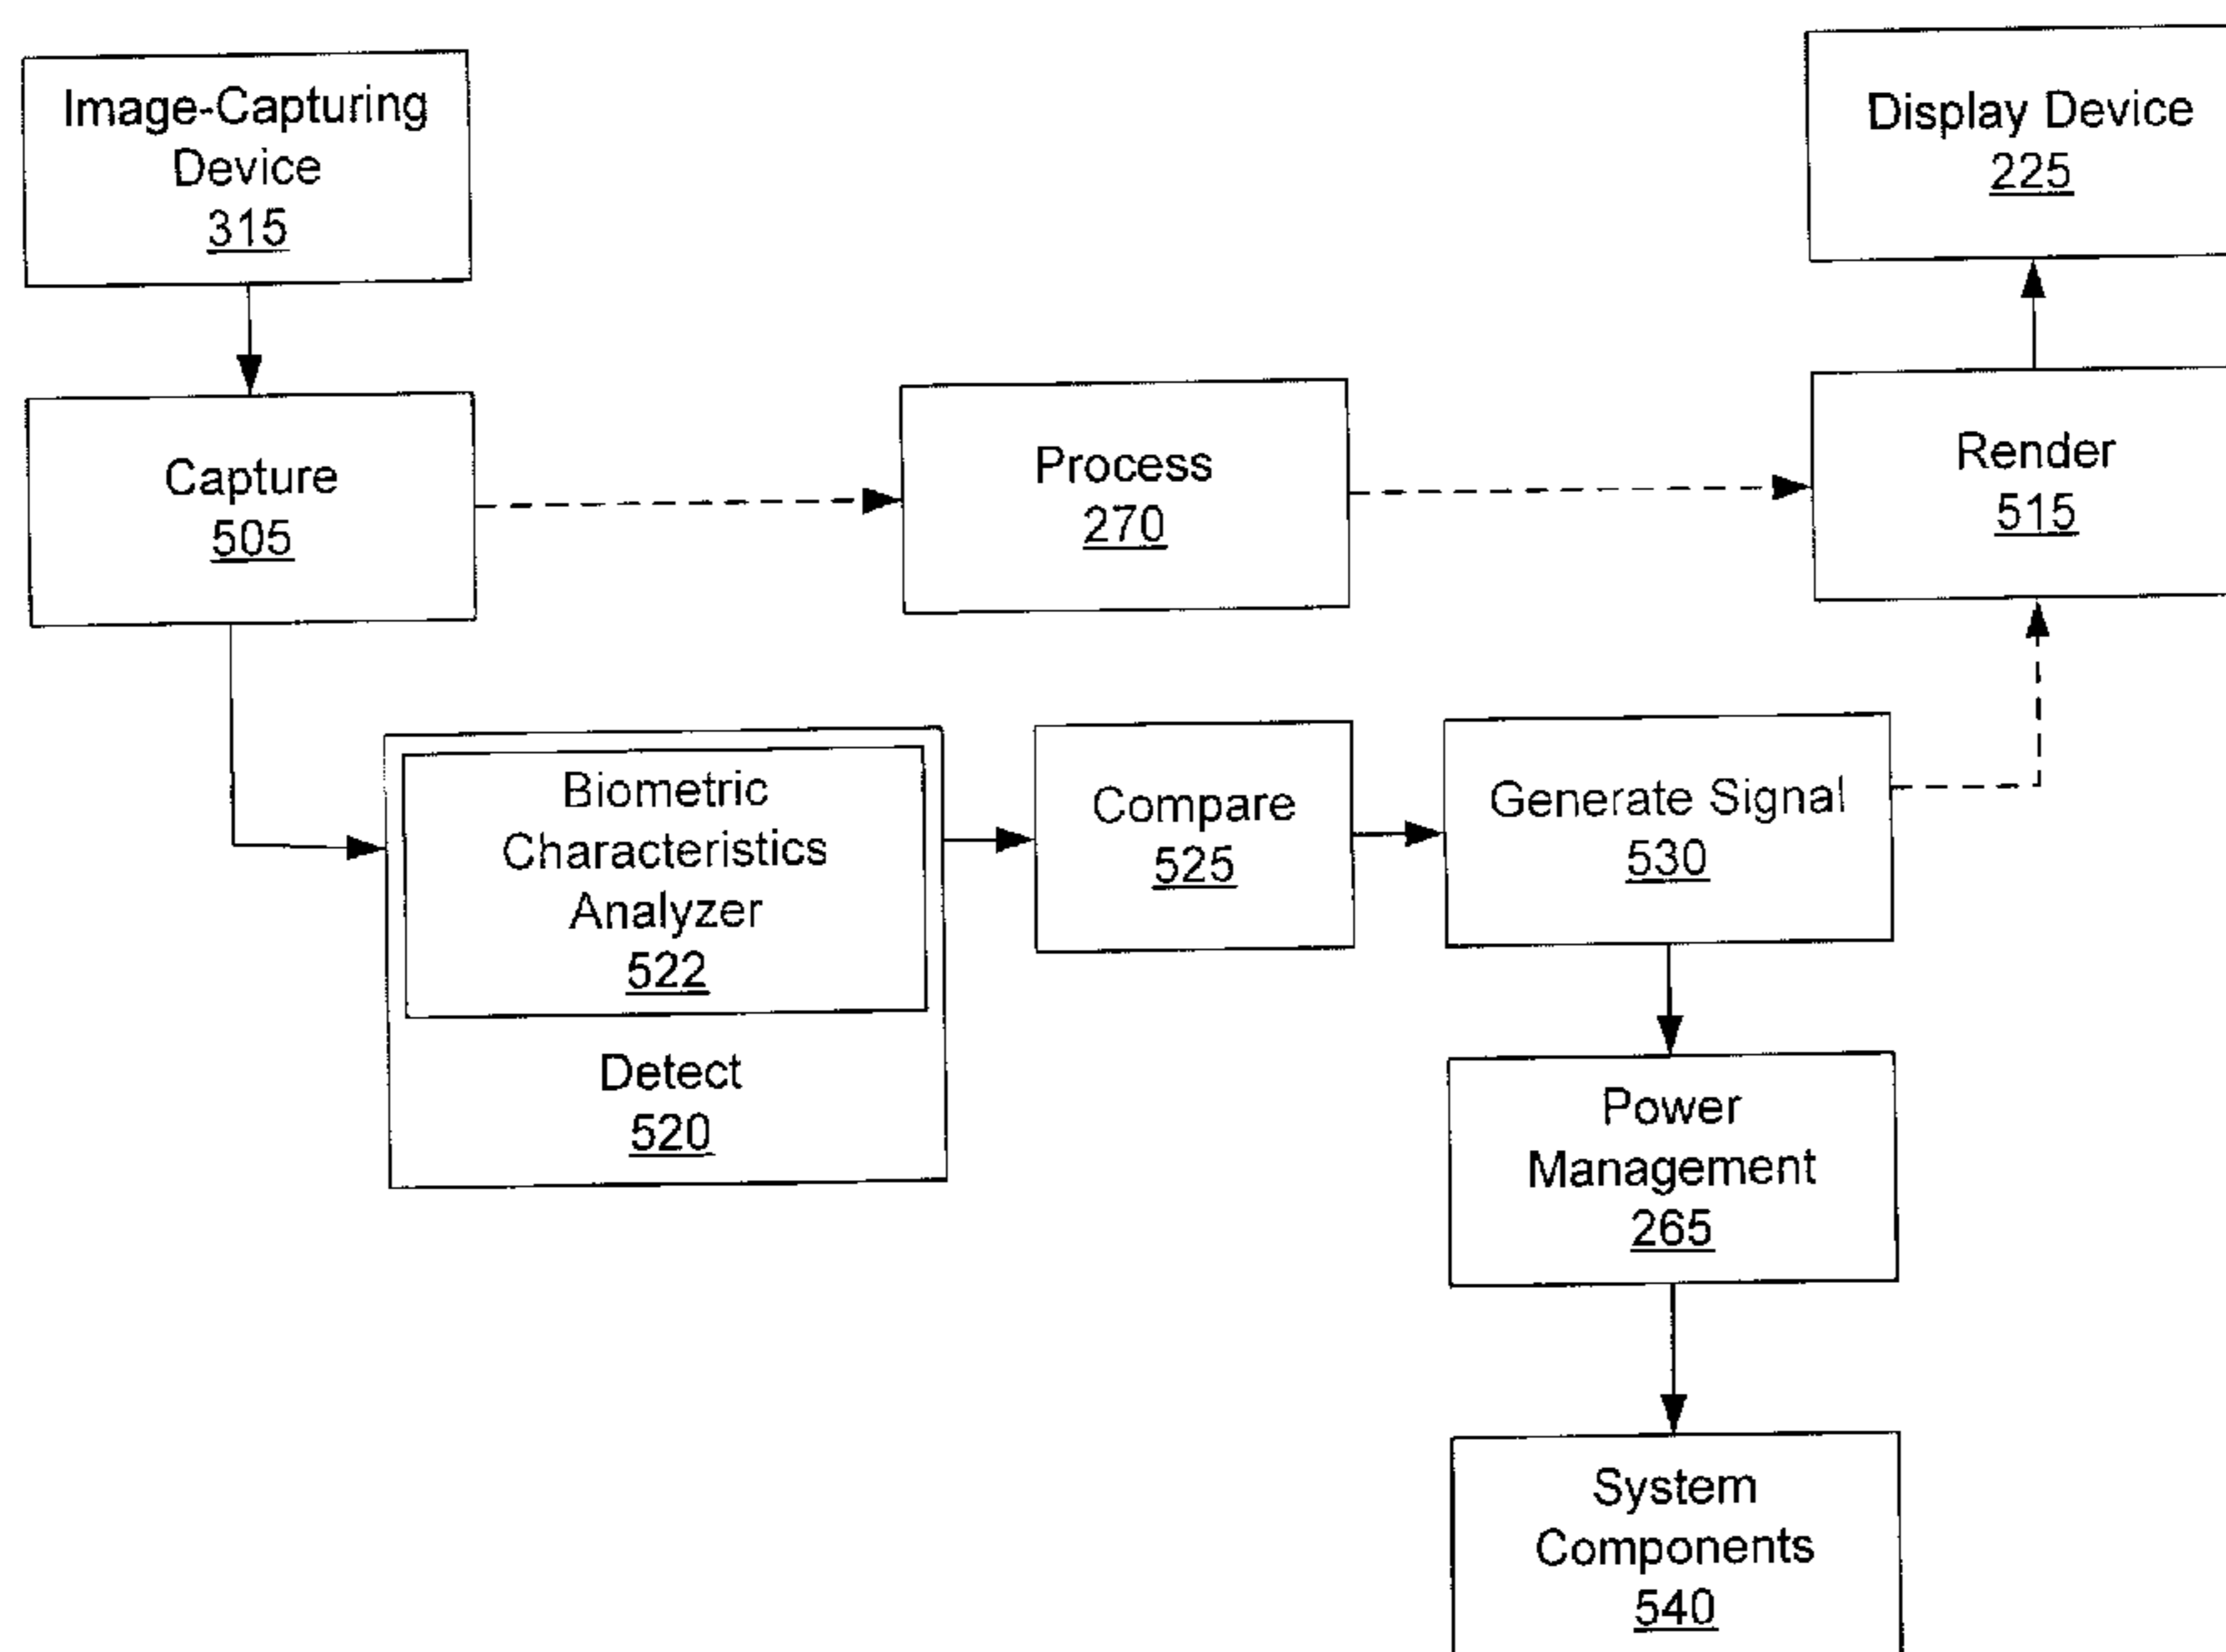 Image-Capturing
Device
315
Display Device
225
Capture
505
Process
270
Render
515
Biometric
Characteristics
Analyzer
522
Detect
520
Compare
525
Generate Signal
530
Power
Management
265
System
Components
540